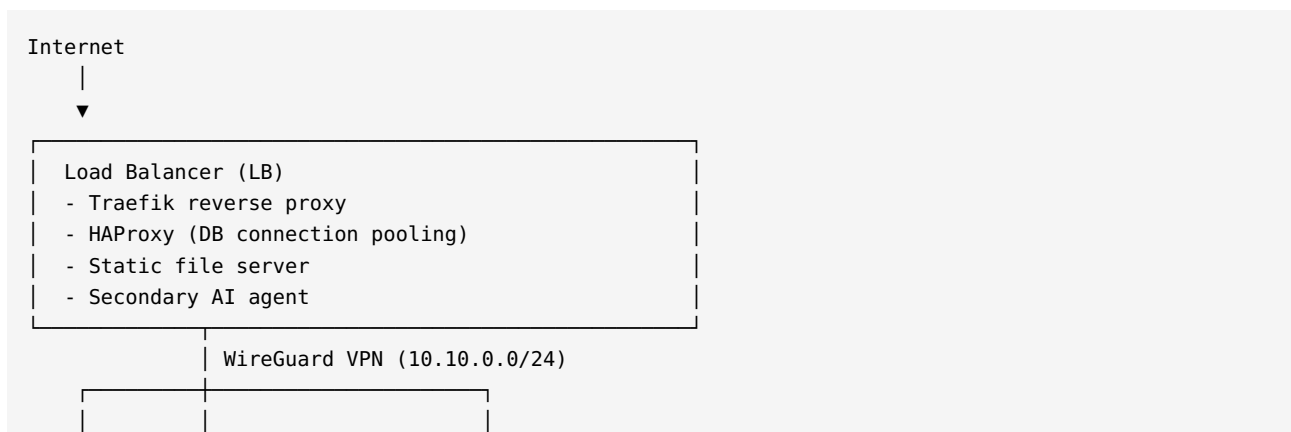 Internet
Load Balancer (LB)
- Traefik reverse proxy
- HAProxy (DB connection pooling)
- Static file server
- Secondary AI agent
WireGuard VPN (10.10.0.0/24)